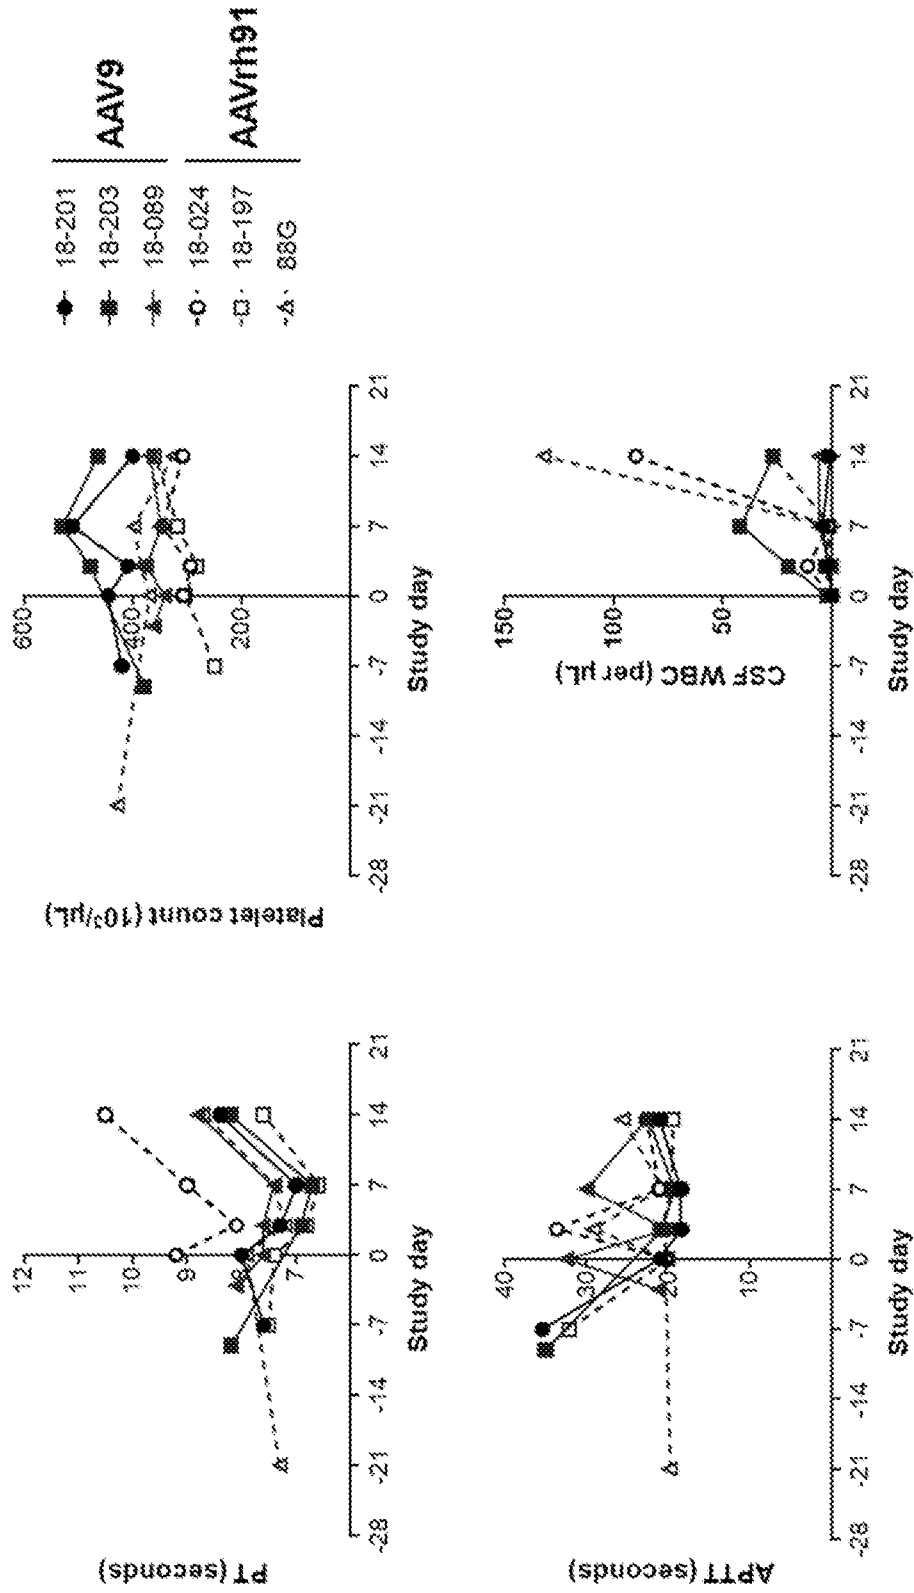 PT (seconds)
12
10
9
8
7
-28 -21 -14 -7 0 7 14 21
Study day
Platelet count (10³/µL)
600
400
200
-28 -21 -14 -7 0 7 14 21
Study day
18-201
18-203
18-089
AAV9
18-024
18-197
88G
AAVrh91
APTT (seconds)
40
30
20
10
-28 -21 -14 -7 0 7 14 21
Study day
CSF WBC (per µL)
150
100
50
-28 -21 -14 -7 0 7 14 21
Study day